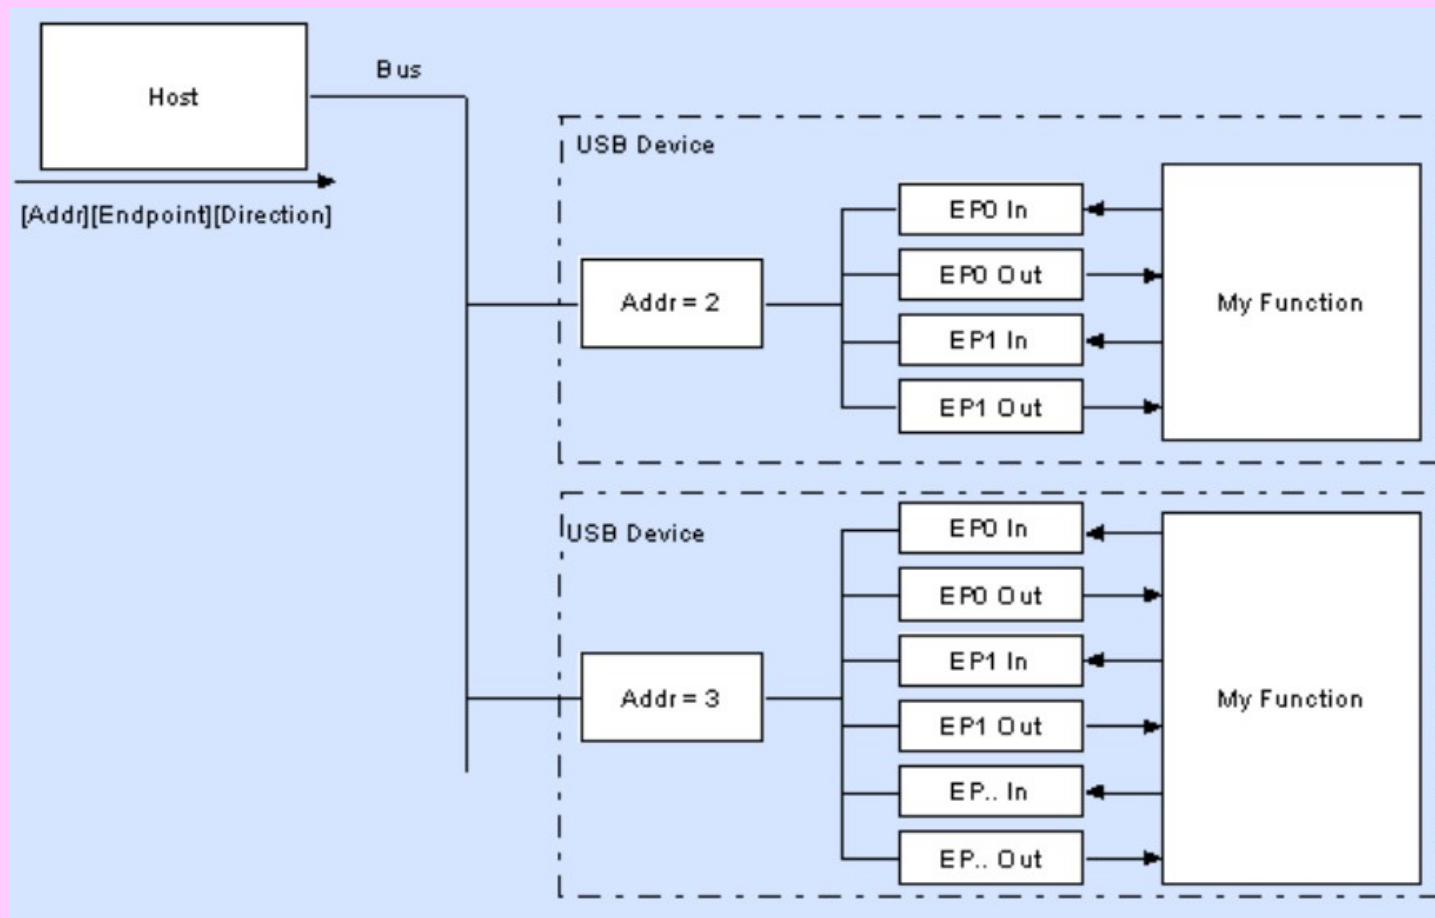 Host
Bus
[Addr][Endpoint][Direction]
USB Device
Addr = 2
EP0 In
EP0 Out
EP1 In
EP1 Out
My Function
USB Device
Addr = 3
EP0 In
EP0 Out
EP1 In
EP1 Out
EP.. In
EP.. Out
My Function